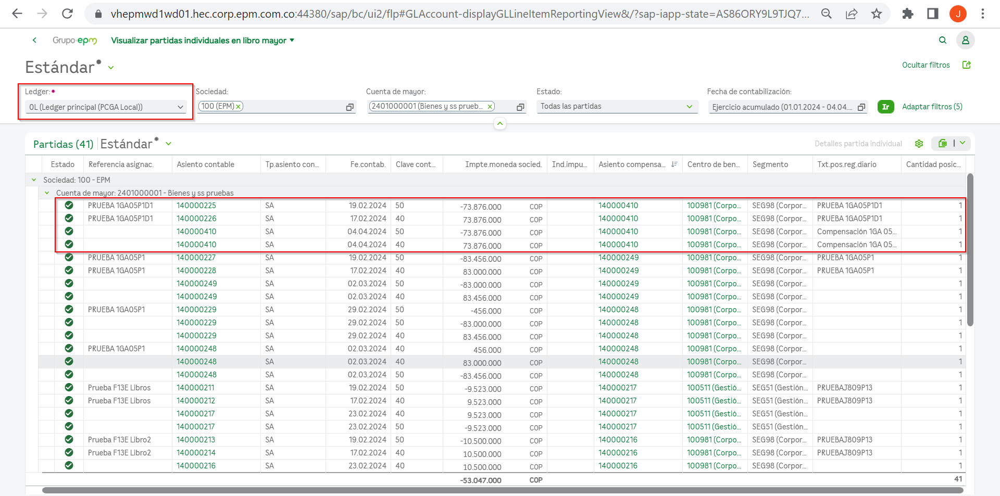 vhepmwd1wd01.hec.corp.epm.com.co:44380/sap/bc/ui2/flp#GLAccount-displayGLLineItemReportingView&/?sap-iapp-state=AS86ORY9L9TJQ7... J
Grupo·epm Visualizar partidas individuales en libro mayor
Estándar* Ocultar filtros
Ledger: Sociedad: Cuenta de mayor: Estado: Fecha de contabilización:
0L (Ledger principal (PCGA Local)) 100 (EPM) 2401000001 (Bienes y ss prueb... Todas las partidas Ejercicio acumulado (01.01.2024 - 04.04.... Ir Adaptar filtros (5)
Partidas (41) Estándar* Detalles partida individual
Estado Referencia asignac. Asiento contable Tp.asiento con... Fe.contab. Clave cont... Impte.moneda socied. Ind.impu... Asiento compensa... Centro de ben... Segmento Txt.pos.reg.diario Cantidad posic...
Sociedad: 100 - EPM
Cuenta de mayor: 2401000001 - Bienes y ss pruebas
PRUEBA 1GA05P1D1 140000225 SA 19.02.2024 50 -73.876.000 COP 140000410 100981 (Corpo... SEG98 (Corpor... PRUEBA 1GA05P1D1 1
PRUEBA 1GA05P1D1 140000226 SA 17.02.2024 40 73.876.000 COP 140000410 100981 (Corpo... SEG98 (Corpor... PRUEBA 1GA05P1D1 1
140000410 SA 04.04.2024 50 -73.876.000 COP 140000410 100981 (Corpo... SEG98 (Corpor... Compensación 1GA 05... 1
140000410 SA 04.04.2024 40 73.876.000 COP 140000410 100981 (Corpo... SEG98 (Corpor... Compensación 1GA 05... 1
PRUEBA 1GA05P1 140000227 SA 19.02.2024 50 -83.456.000 COP 140000249 100981 (Corpo... SEG98 (Corpor... PRUEBA 1GA05P1 1
PRUEBA 1GA05P1 140000228 SA 17.02.2024 40 83.000.000 COP 140000249 100981 (Corpo... SEG98 (Corpor... PRUEBA 1GA05P1 1
140000249 SA 02.03.2024 50 -83.000.000 COP 140000249 100981 (Corpo... SEG98 (Corpor... 1
140000249 SA 02.03.2024 40 83.456.000 COP 140000249 100981 (Corpo... SEG98 (Corpor... 1
PRUEBA 1GA05P1 140000229 SA 29.02.2024 50 -456.000 COP 140000248 100981 (Corpo... SEG98 (Corpor... 1
140000229 SA 29.02.2024 50 -83.000.000 COP 140000248 100981 (Corpo... SEG98 (Corpor... 1
140000229 SA 29.02.2024 40 83.456.000 COP 140000248 100981 (Corpo... SEG98 (Corpor... 1
PRUEBA 1GA05P1 140000248 SA 02.03.2024 40 456.000 COP 140000248 100981 (Corpo... SEG98 (Corpor... 1
140000248 SA 02.03.2024 40 83.000.000 COP 140000248 100981 (Corpo... SEG98 (Corpor... 1
140000248 SA 02.03.2024 50 -83.456.000 COP 140000248 100981 (Corpo... SEG98 (Corpor... 1
Prueba F13E Libros 140000211 SA 19.02.2024 50 -9.523.000 COP 140000217 100511 (Gestió... SEG51 (Gestión... PRUEBAJ809P13 1
Prueba F13E Libros 140000212 SA 17.02.2024 40 9.523.000 COP 140000217 100511 (Gestió... SEG51 (Gestión... PRUEBAJ809P13 1
140000217 SA 23.02.2024 40 9.523.000 COP 140000217 100511 (Gestió... SEG51 (Gestión... 1
140000217 SA 23.02.2024 50 -9.523.000 COP 140000217 100511 (Gestió... SEG51 (Gestión... 1
Prueba F13E Libro2 140000213 SA 19.02.2024 50 -10.500.000 COP 140000216 100981 (Corpo... SEG98 (Corpor... PRUEBAJ809P13 1
Prueba F13E Libro2 140000214 SA 17.02.2024 40 10.500.000 COP 140000216 100981 (Corpo... SEG98 (Corpor... PRUEBAJ809P13 1
140000216 SA 23.02.2024 40 10.500.000 COP 140000216 100981 (Corpo... SEG98 (Corpor... 1
-53.047.000 COP 41